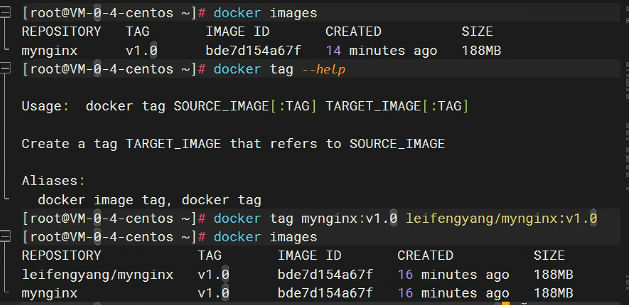 [root@VM-0-4-centos ~]# docker images
REPOSITORY   TAG       IMAGE ID       CREATED          SIZE
mynginx      v1.0      bde7d154a67f   14 minutes ago   188MB
[root@VM-0-4-centos ~]# docker tag --help
Usage:  docker tag SOURCE_IMAGE[:TAG] TARGET_IMAGE[:TAG]
Create a tag TARGET_IMAGE that refers to SOURCE_IMAGE
Aliases:
  docker image tag, docker tag
[root@VM-0-4-centos ~]# docker tag mynginx:v1.0 leifengyang/mynginx:v1.0
[root@VM-0-4-centos ~]# docker images
REPOSITORY            TAG       IMAGE ID       CREATED          SIZE
leifengyang/mynginx   v1.0      bde7d154a67f   16 minutes ago   188MB
mynginx               v1.0      bde7d154a67f   16 minutes ago   188MB